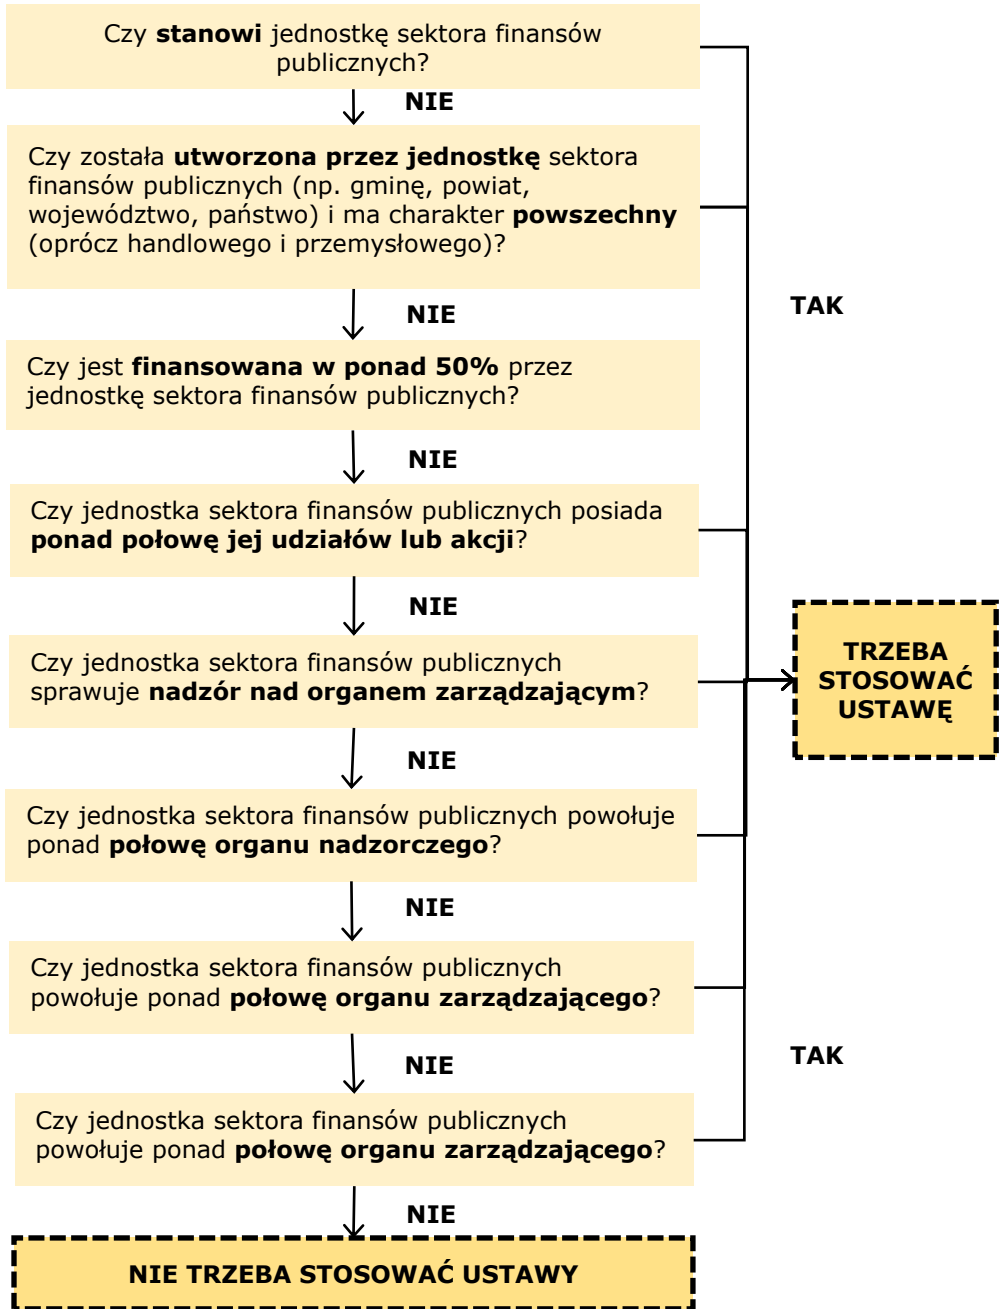 Czy stanowi jednostkę sektora finansów
publicznych?
NIE
Czy została utworzona przez jednostkę sektora
finansów publicznych (np. gminę, powiat,
województwo, państwo) i ma charakter powszechny
(oprócz handlowego i przemysłowego)?
TAK
NIE
Czy jest finansowana w ponad 50% przez
jednostkę sektora finansów publicznych?
NIE
Czy jednostka sektora finansów publicznych posiada
ponad połowę jej udziałów lub akcji?
NIE
Czy jednostka sektora finansów publicznych
sprawuje nadzór nad organem zarządzającym?
TRZEBA
STOSOWAĆ
USTAWĘ
NIE
Czy jednostka sektora finansów publicznych powołuje
ponad połowę organu nadzorczego?
NIE
Czy jednostka sektora finansów publicznych
powołuje ponad połowę organu zarządzającego?
TAK
NIE
Czy jednostka sektora finansów publicznych
powołuje ponad połowę organu zarządzającego?
NIE
NIE TRZEBA STOSOWAĆ USTAWY